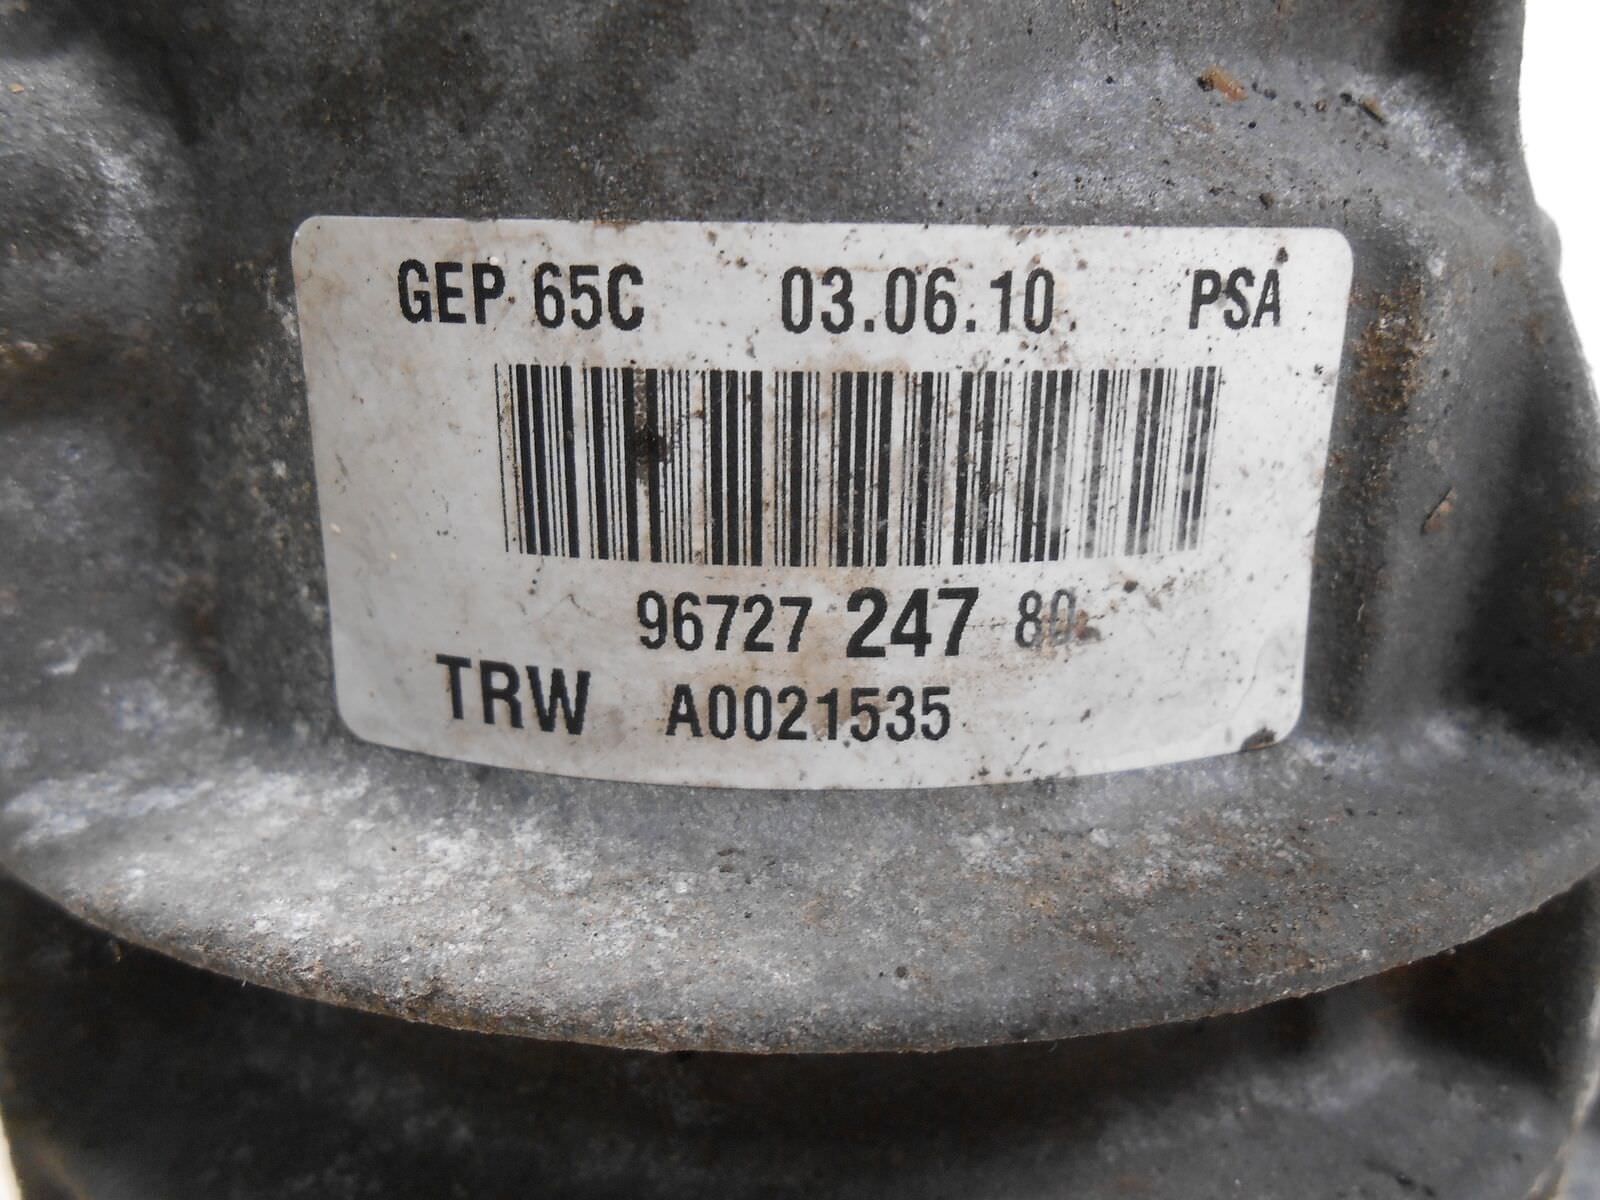 GEP 65C 03.06.10 PSA
96727 247 80
TRW A0021535